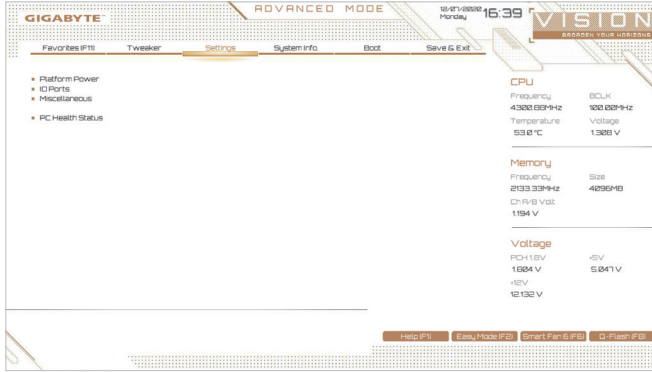 GIGABYTE™
ADVANCED MODE
12/07/2020
Monday
16:39
VISION
BROADEN YOUR HORIZONS
Favorites (F11)
Tweaker
Settings
System Info.
Boot
Save & Exit
Platform Power
IO Ports
Miscellaneous
PC Health Status
CPU
Frequency BCLK
4300.88MHz 100.00MHz
Temperature Voltage
53.0 °C 1.308 V
Memory
Frequency Size
2133.33MHz 4096MB
Ch A/B Volt
1.194 V
Voltage
PCH 1.8V +5V
1.804 V 5.047 V
+12V
12.132 V
Help (F1)
Easy Mode (F2)
Smart Fan 6 (F6)
Q-Flash (F8)